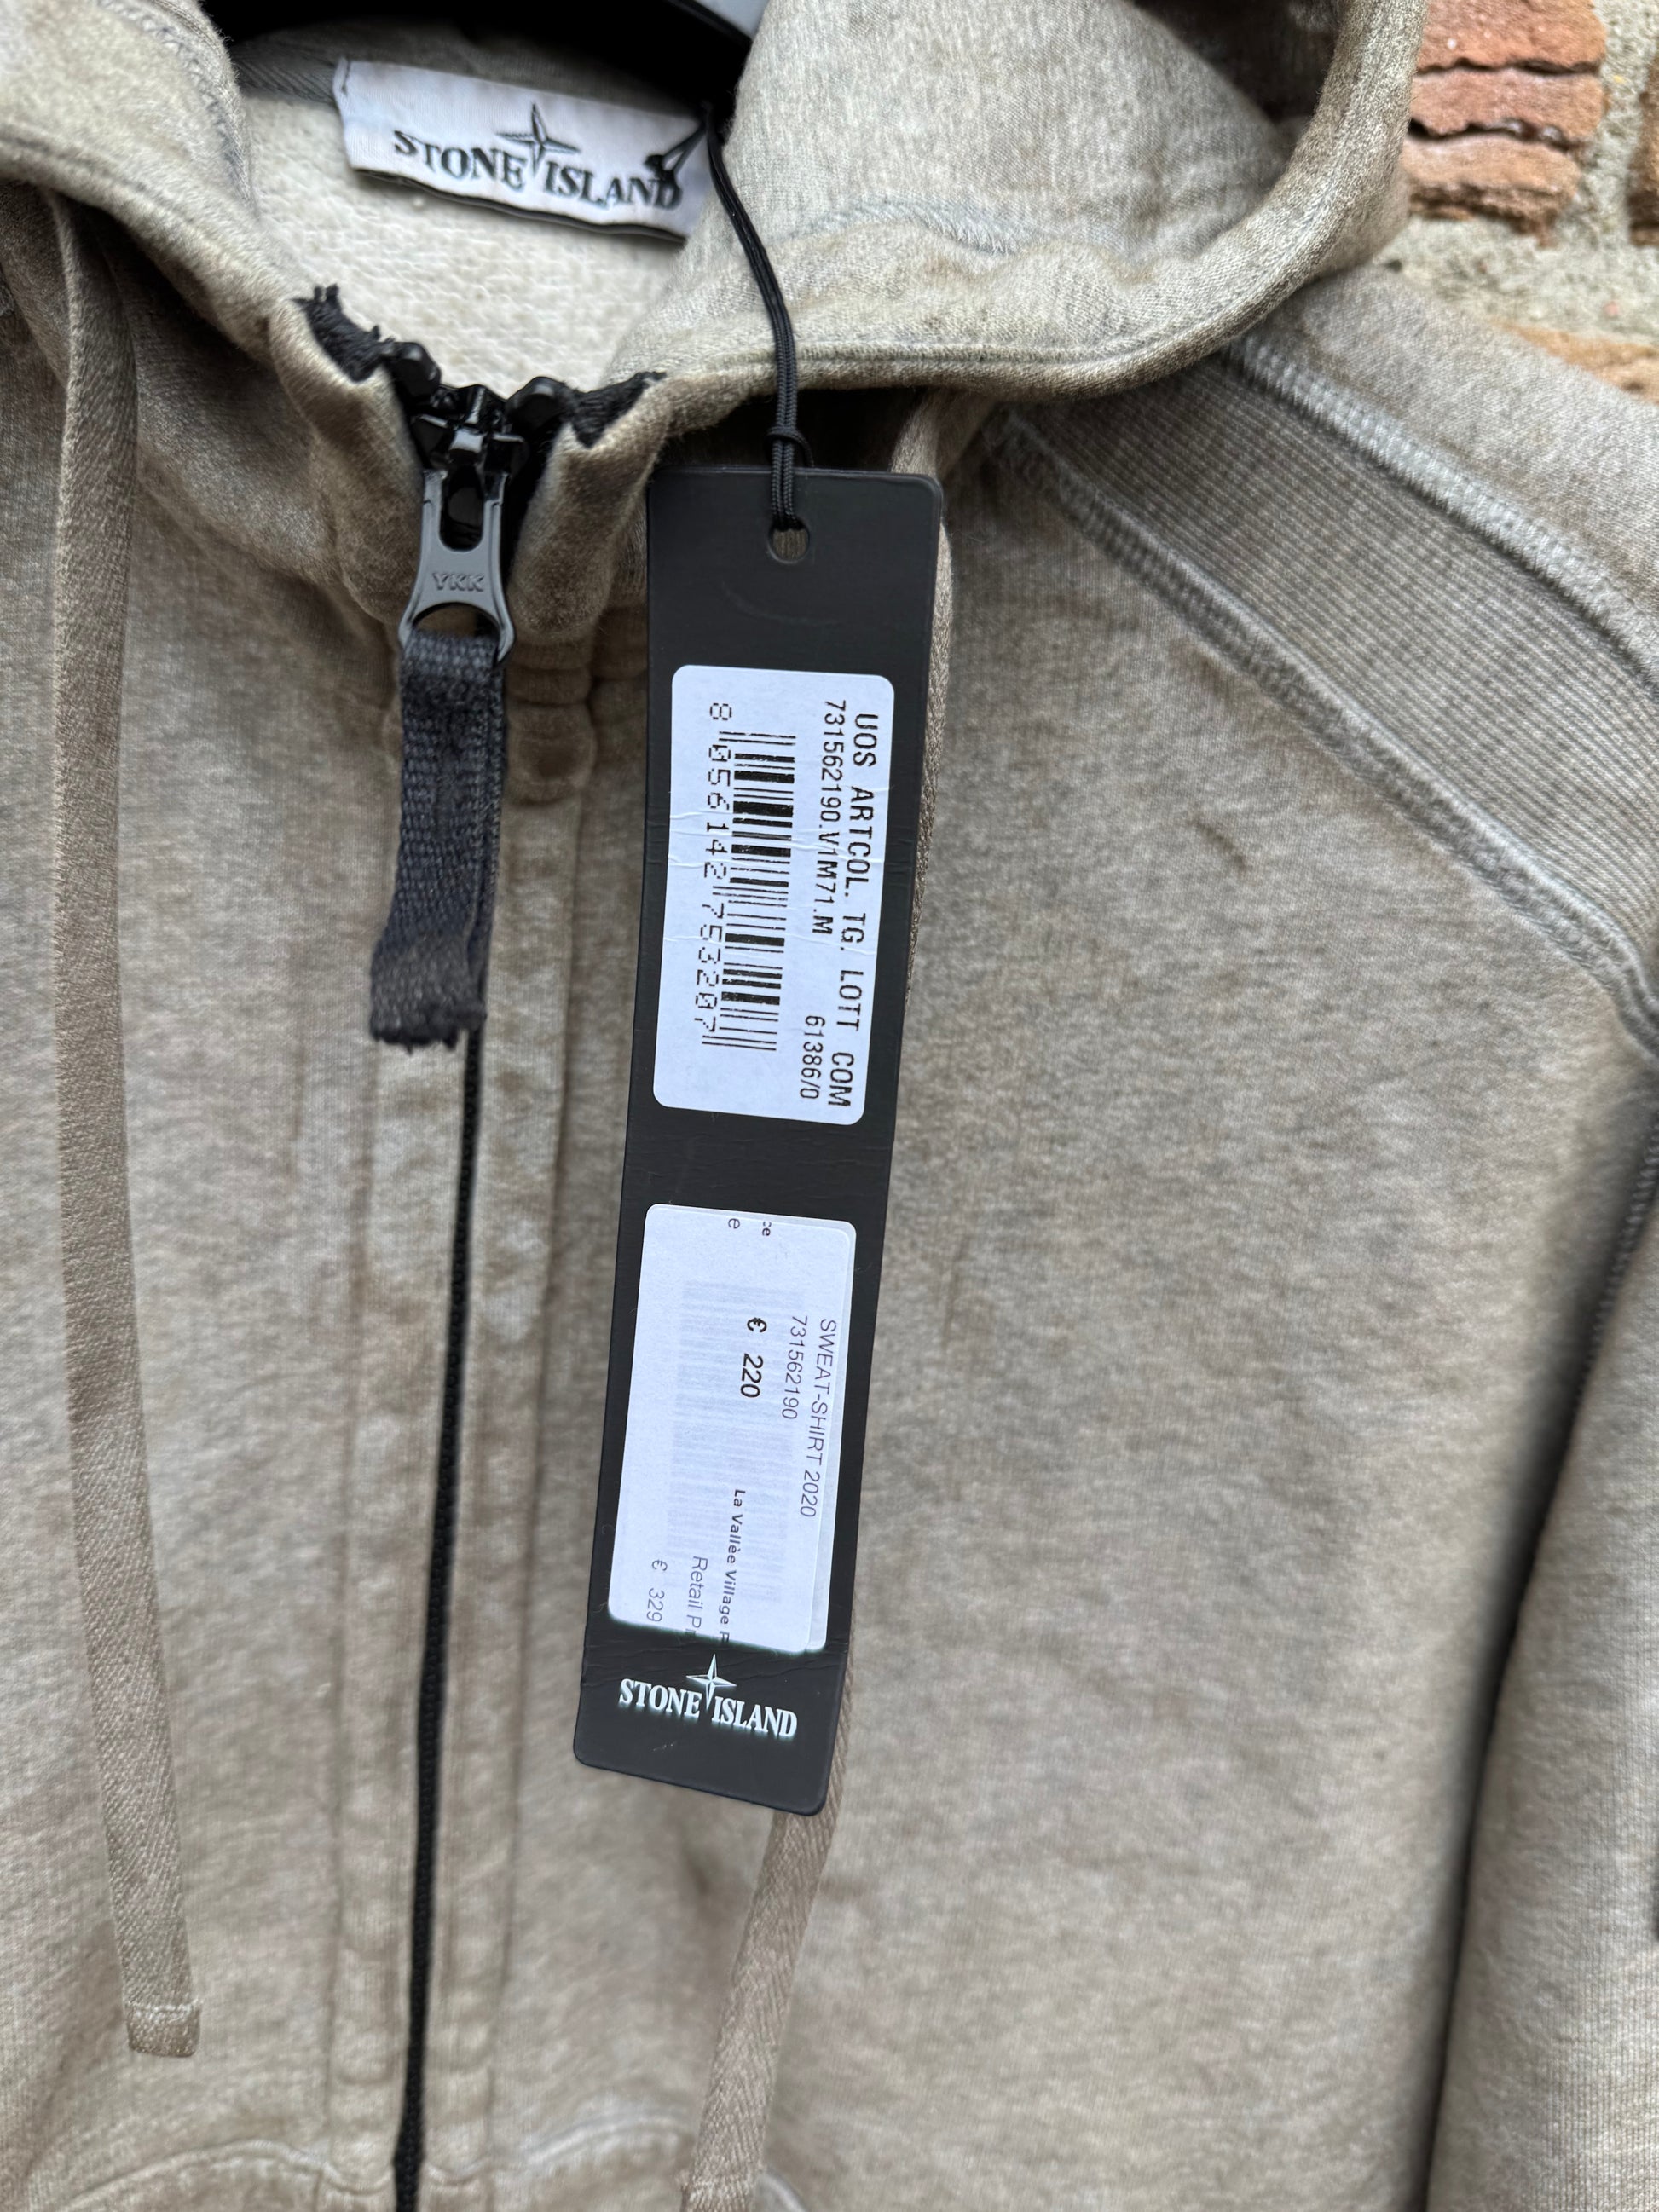 STONE ISLAND
YKK
UOS ARTCOL. TG. LOTT COM
731562190.V1M71.M 61386/0
8 056142 753207
SWEAT-SHIRT 2020
731562190
€ 220
La Vallèe Village
Retail
€ 329
STONE ISLAND